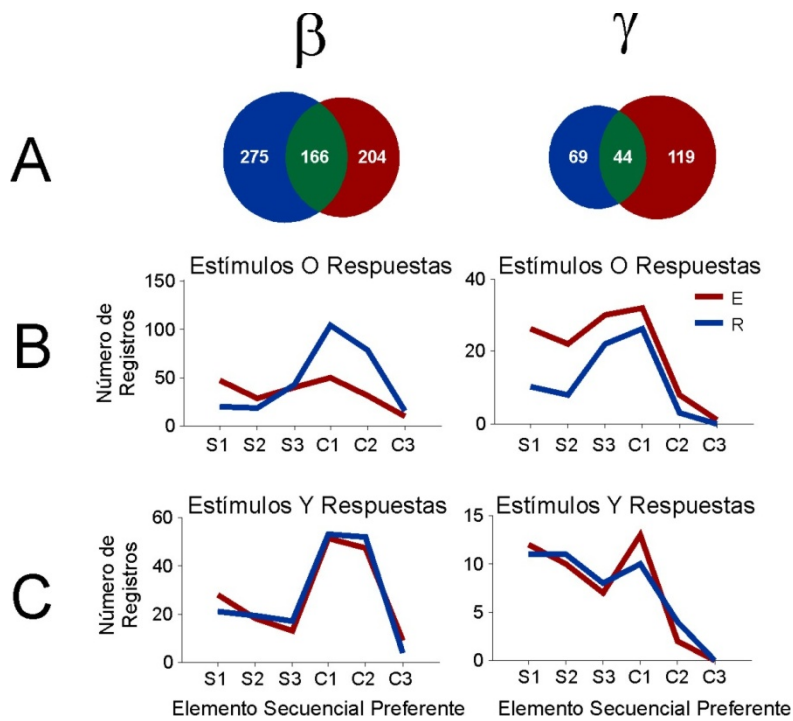 β γ
A
275 166 204
69 44 119
B
Estímulos O Respuestas
Número de
Registros
150
100
50
0
S1 S2 S3 C1 C2 C3
Estímulos O Respuestas
40
20
0
E
R
S1 S2 S3 C1 C2 C3
C
Estímulos Y Respuestas
Número de
Registros
60
40
20
0
S1 S2 S3 C1 C2 C3
Elemento Secuencial Preferente
Estímulos Y Respuestas
15
10
5
0
S1 S2 S3 C1 C2 C3
Elemento Secuencial Preferente